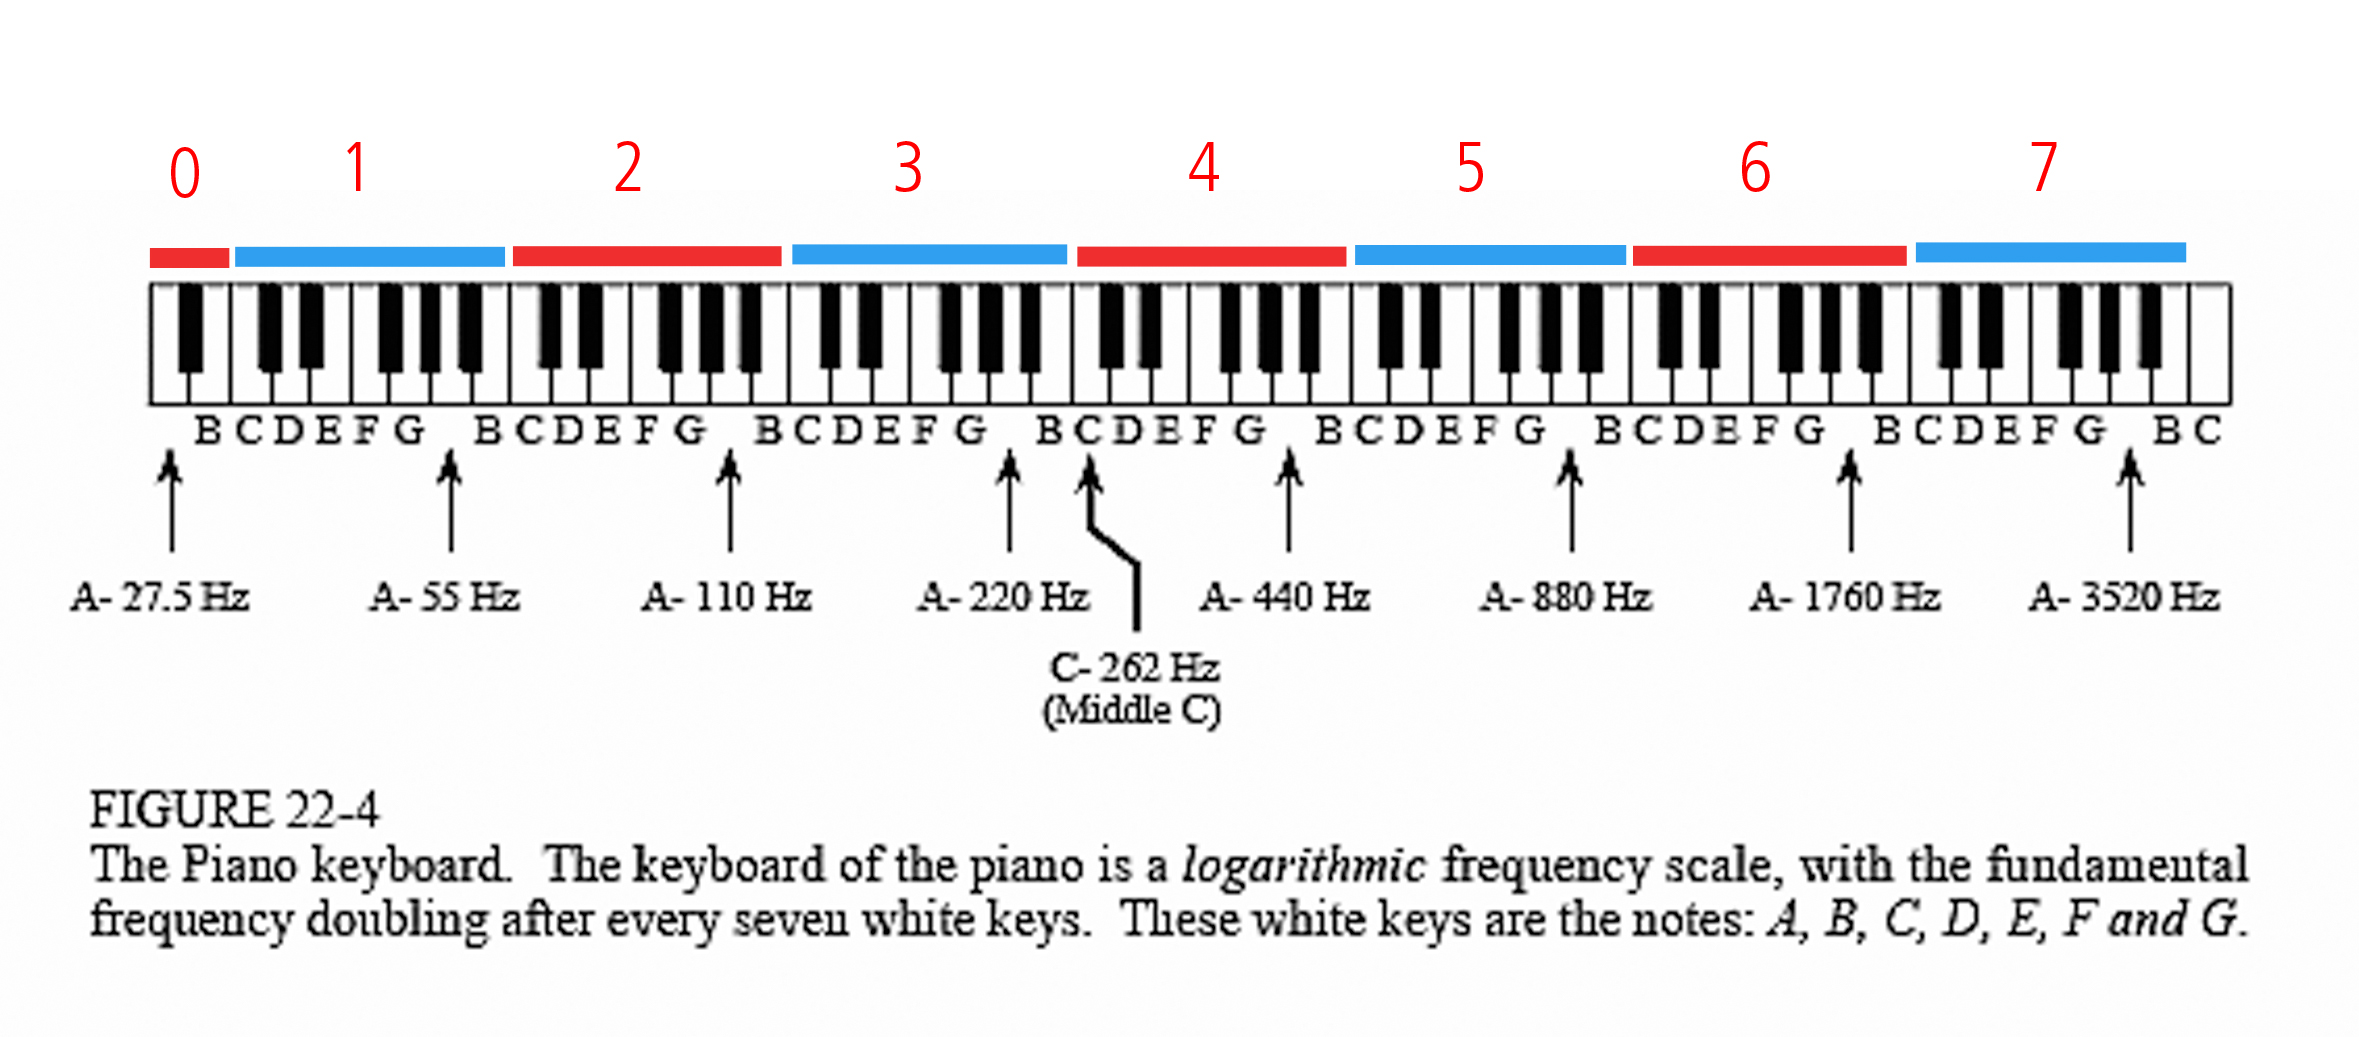 0 1 2 3 4 5 6 7
B C D E F G B C D E F G B C D E F G B C D E F G B C D E F G B C D E F G B C D E F G B C
A- 27.5 Hz A- 55 Hz A- 110 Hz A- 220 Hz A- 440 Hz A- 880 Hz A- 1760 Hz A- 3520 Hz
C- 262 Hz
(Middle C)
FIGURE 22-4
The Piano keyboard. The keyboard of the piano is a logarithmic frequency scale, with the fundamental
frequency doubling after every seven white keys. These white keys are the notes: A, B, C, D, E, F and G.